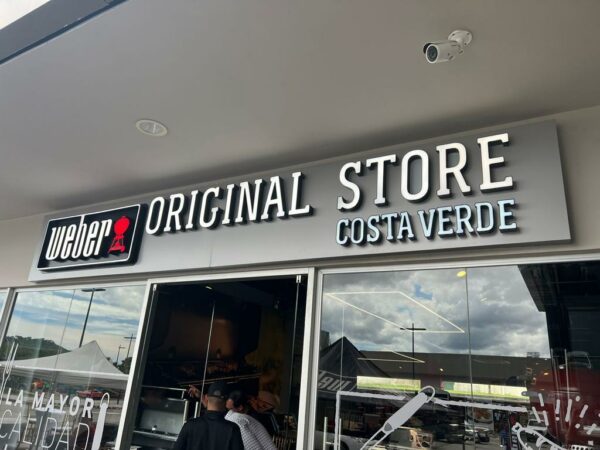 weber
ORIGINAL STORE
COSTA VERDE
LA MAYOR
CALIDAD